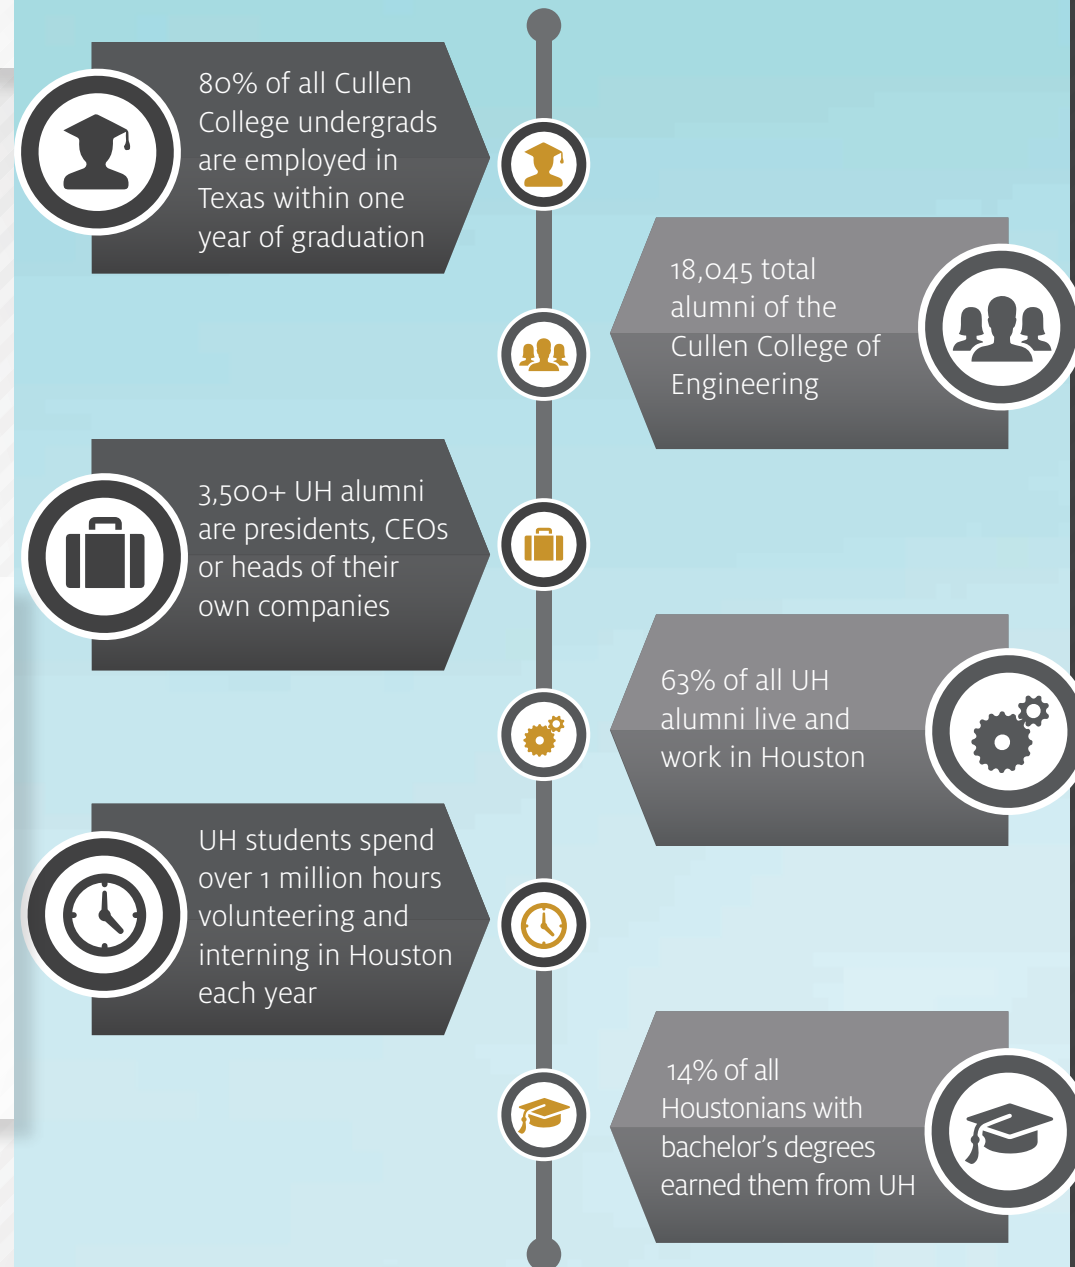 80% of all Cullen
College undergrads
are employed in
Texas within one
year of graduation
18,045 total
alumni of the
Cullen College of
Engineering
3,500+ UH alumni
are presidents, CEOs
or heads of their
own companies
63% of all UH
alumni live and
work in Houston
UH students spend
over 1 million hours
volunteering and
interning in Houston
each year
14% of all
Houstonians with
bachelor’s degrees
earned them from UH